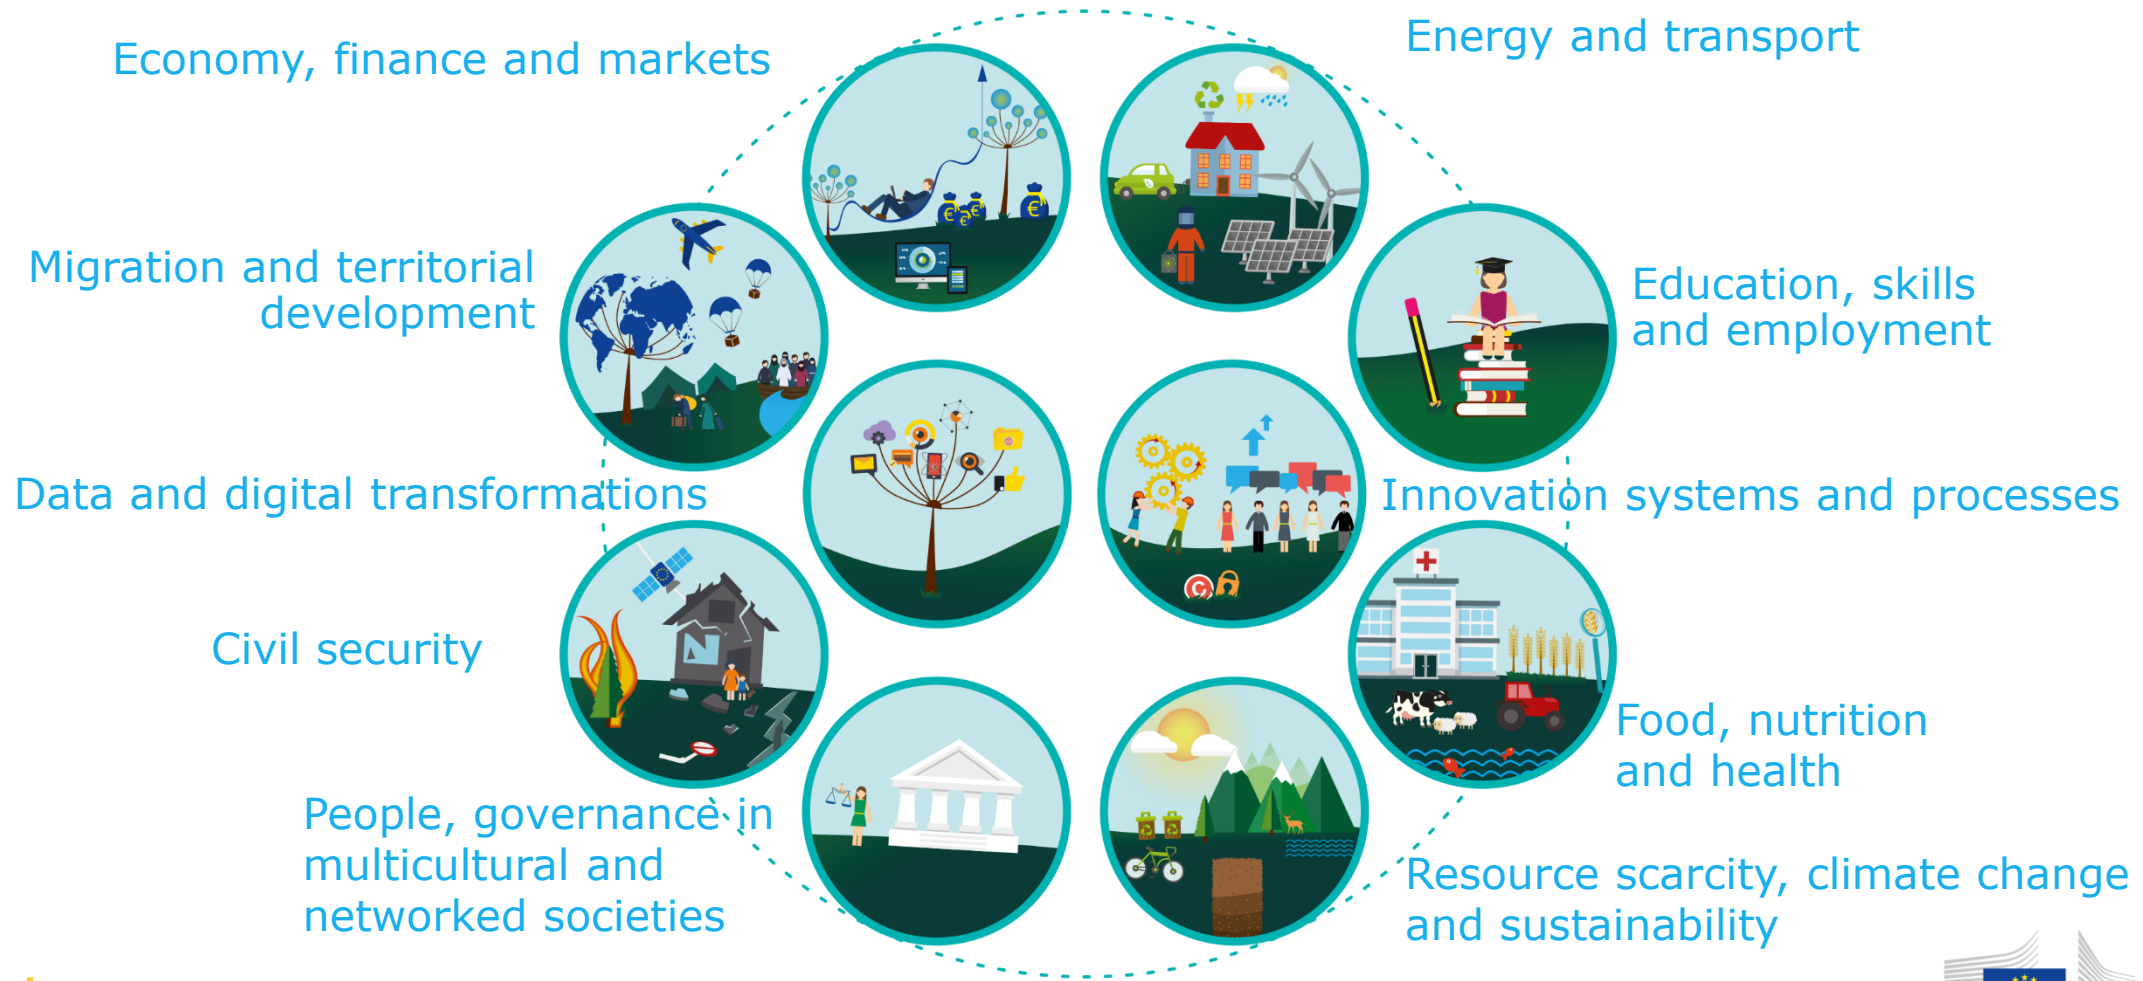 Economy, finance and markets
Energy and transport
Migration and territorial
development
Education, skills
and employment
Data and digital transformations
Innovation systems and processes
Civil security
Food, nutrition
and health
People, governance in
multicultural and
networked societies
Resource scarcity, climate change
and sustainability
€
€
€
€
C